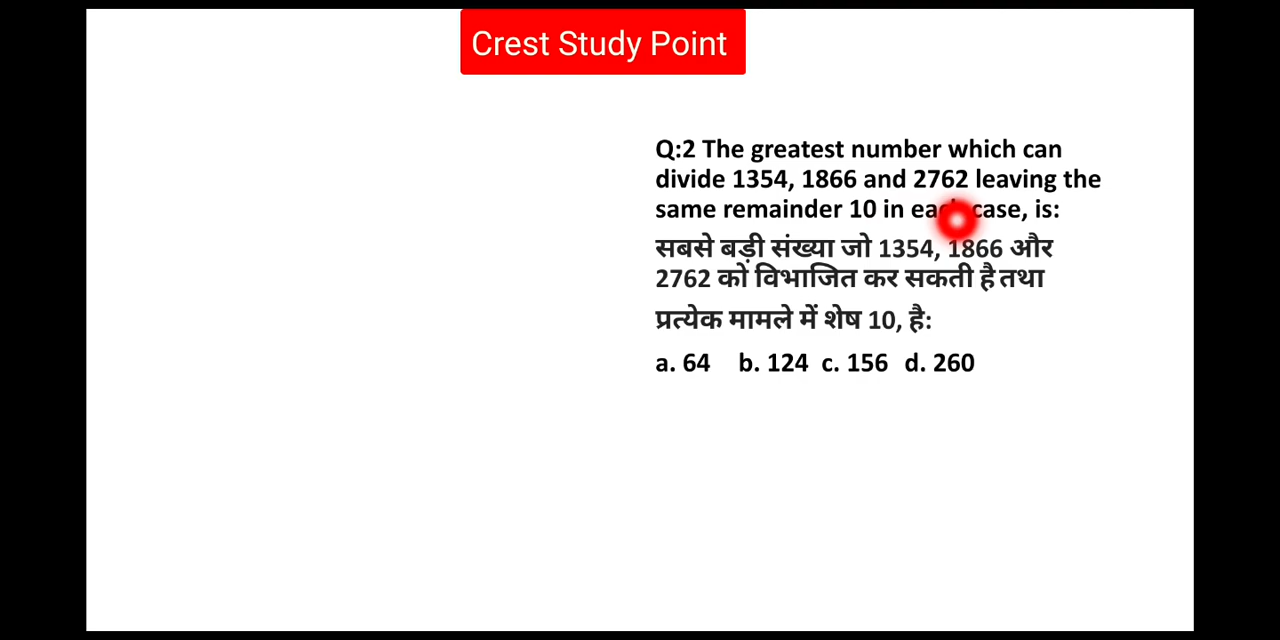 Crest Study Point
Q:2 The greatest number which can
divide 1354, 1866 and 2762 leaving the
same remainder 10 in each case, is:
सबसे बड़ी संख्या जो 1354, 1866 और
2762 को विभाजित कर सकती है तथा
प्रत्येक मामले में शेष 10, है:
a. 64 b. 124 c. 156 d. 260